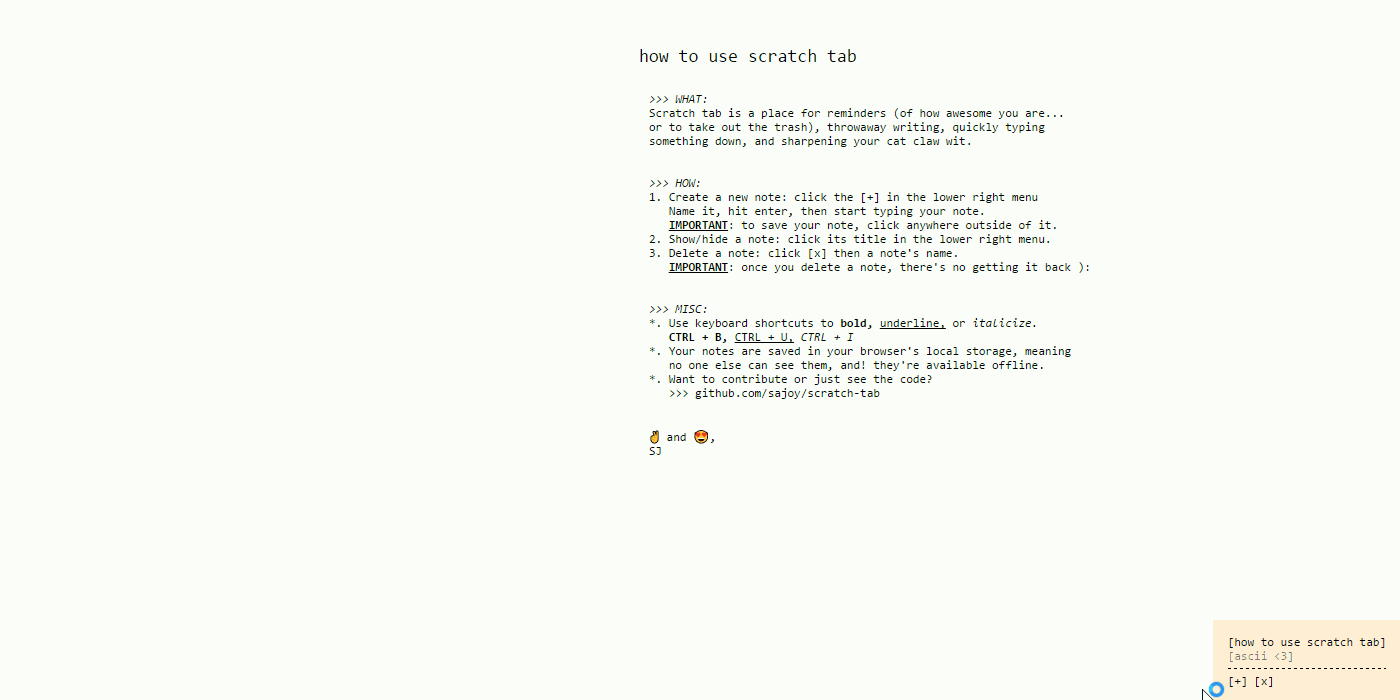 how to use scratch tab
>>> WHAT:
Scratch tab is a place for reminders (of how awesome you are...
or to take out the trash), throwaway writing, quickly typing
something down, and sharpening your cat claw wit.
>>> HOW:
1. Create a new note: click the [+] in the lower right menu
Name it, hit enter, then start typing your note.
IMPORTANT: to save your note, click anywhere outside of it.
2. Show/hide a note: click its title in the lower right menu.
3. Delete a note: click [x] then a note's name.
IMPORTANT: once you delete a note, there's no getting it back ):
>>> MISC:
*. Use keyboard shortcuts to bold, underline, or italicize.
CTRL + B, CTRL + U, CTRL + I
*. Your notes are saved in your browser's local storage, meaning
no one else can see them, and! they're available offline.
*. Want to contribute or just see the code?
>>> github.com/sajoy/scratch-tab
✌ and 😍,
SJ
[how to use scratch tab]
[ascii <3]
[+] [x]